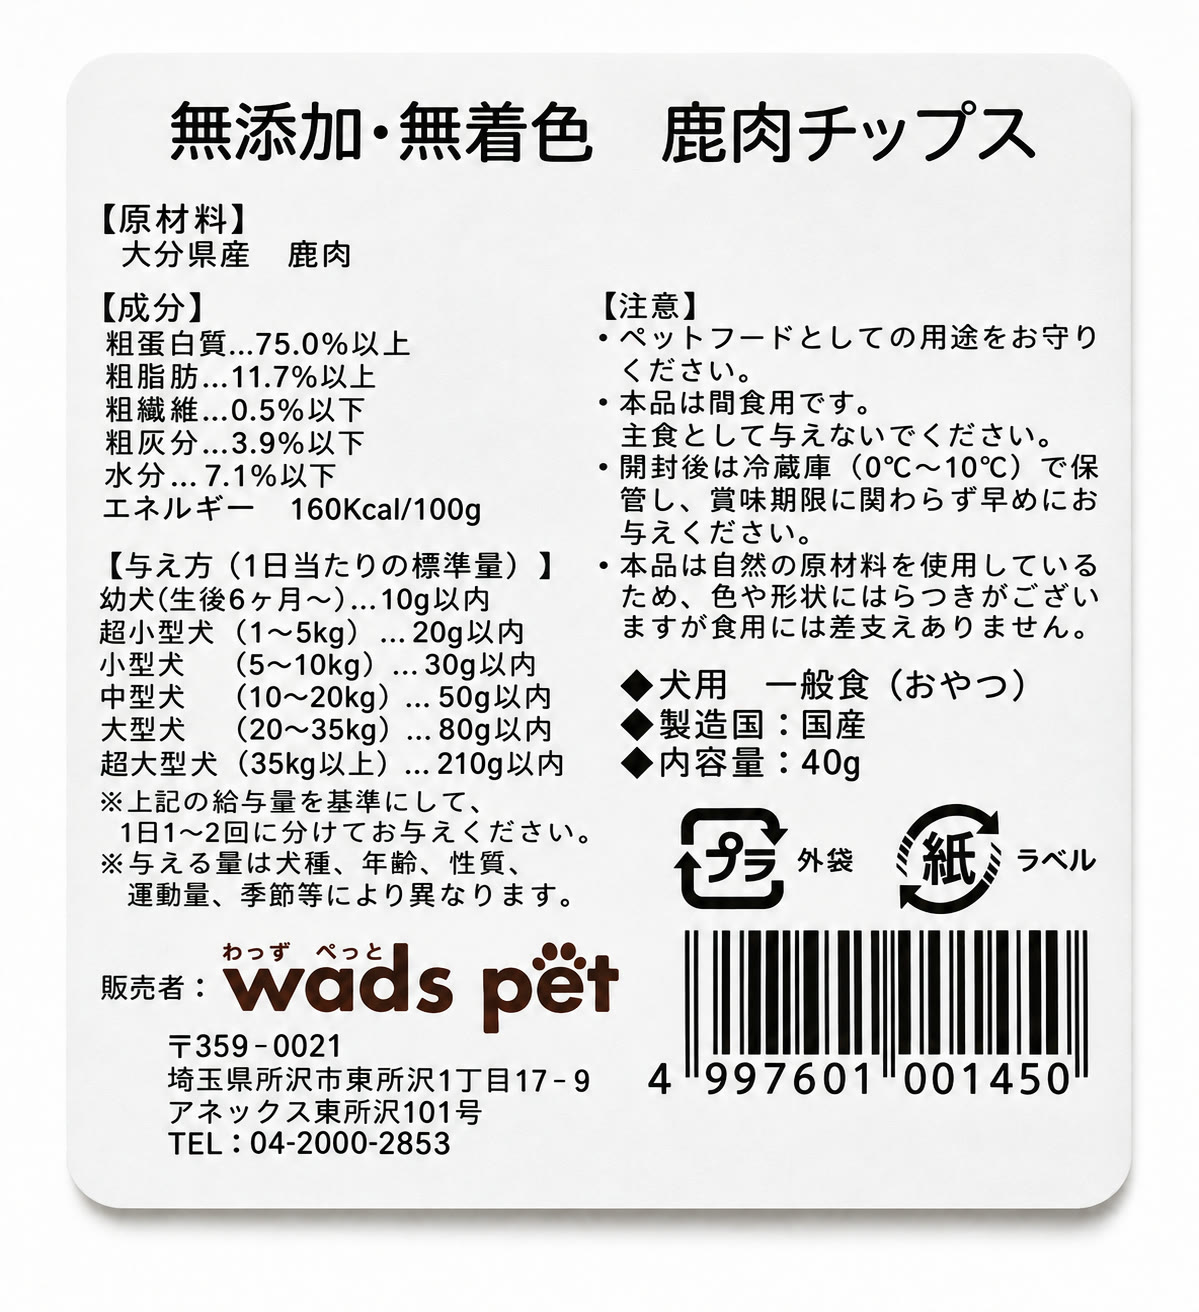 無添加・無着色　鹿肉チップス
【原材料】
大分県産　鹿肉
【成分】
粗蛋白質…75.0%以上
粗脂肪…11.7%以上
粗繊維…0.5%以下
粗灰分…3.9%以下
水分…7.1%以下
エネルギー　160Kcal/100g
【与え方（1日当たりの標準量）】
幼犬(生後6ヶ月～)…10g以内
超小型犬（1～5kg）…20g以内
小型犬　（5～10kg）…30g以内
中型犬　（10～20kg）…50g以内
大型犬　（20～35kg）…80g以内
超大型犬（35kg以上）…210g以内
※上記の給与量を基準にして、
1日1～2回に分けてお与えください。
※与える量は犬種、年齢、性質、
運動量、季節等により異なります。
【注意】
・ペットフードとしての用途をお守り
ください。
・本品は間食用です。
主食として与えないでください。
・開封後は冷蔵庫（0℃～10℃）で保
管し、賞味期限に関わらず早めにお
与えください。
・本品は自然の原材料を使用している
ため、色や形状にはらつきがござい
ますが食用には差支えありません。
◆犬用　一般食（おやつ）
◆製造国：国産
◆内容量：40g
プラ 外袋
紙 ラベル
わっず　ぺっと
販売者：wads pet
〒359-0021
埼玉県所沢市東所沢1丁目17-9
アネックス東所沢101号
TEL：04-2000-2853
4 997601 001450